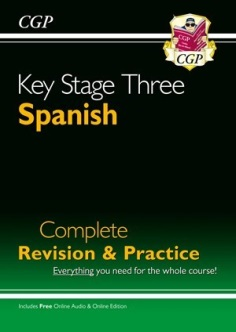 CGP
CGP
Key Stage Three
Spanish
Complete
Revision & Practice
Everything you need for the whole course!
Includes Free Online Audio & Online Edition